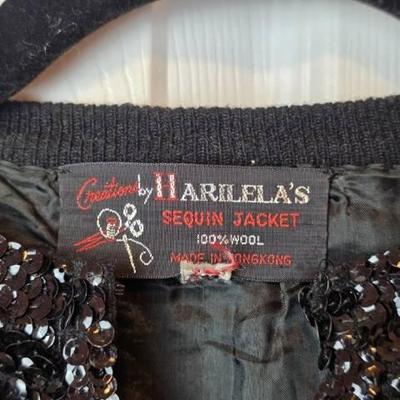 Creations by HARILELA'S
SEQUIN JACKET
100% WOOL
MADE IN HONGKONG